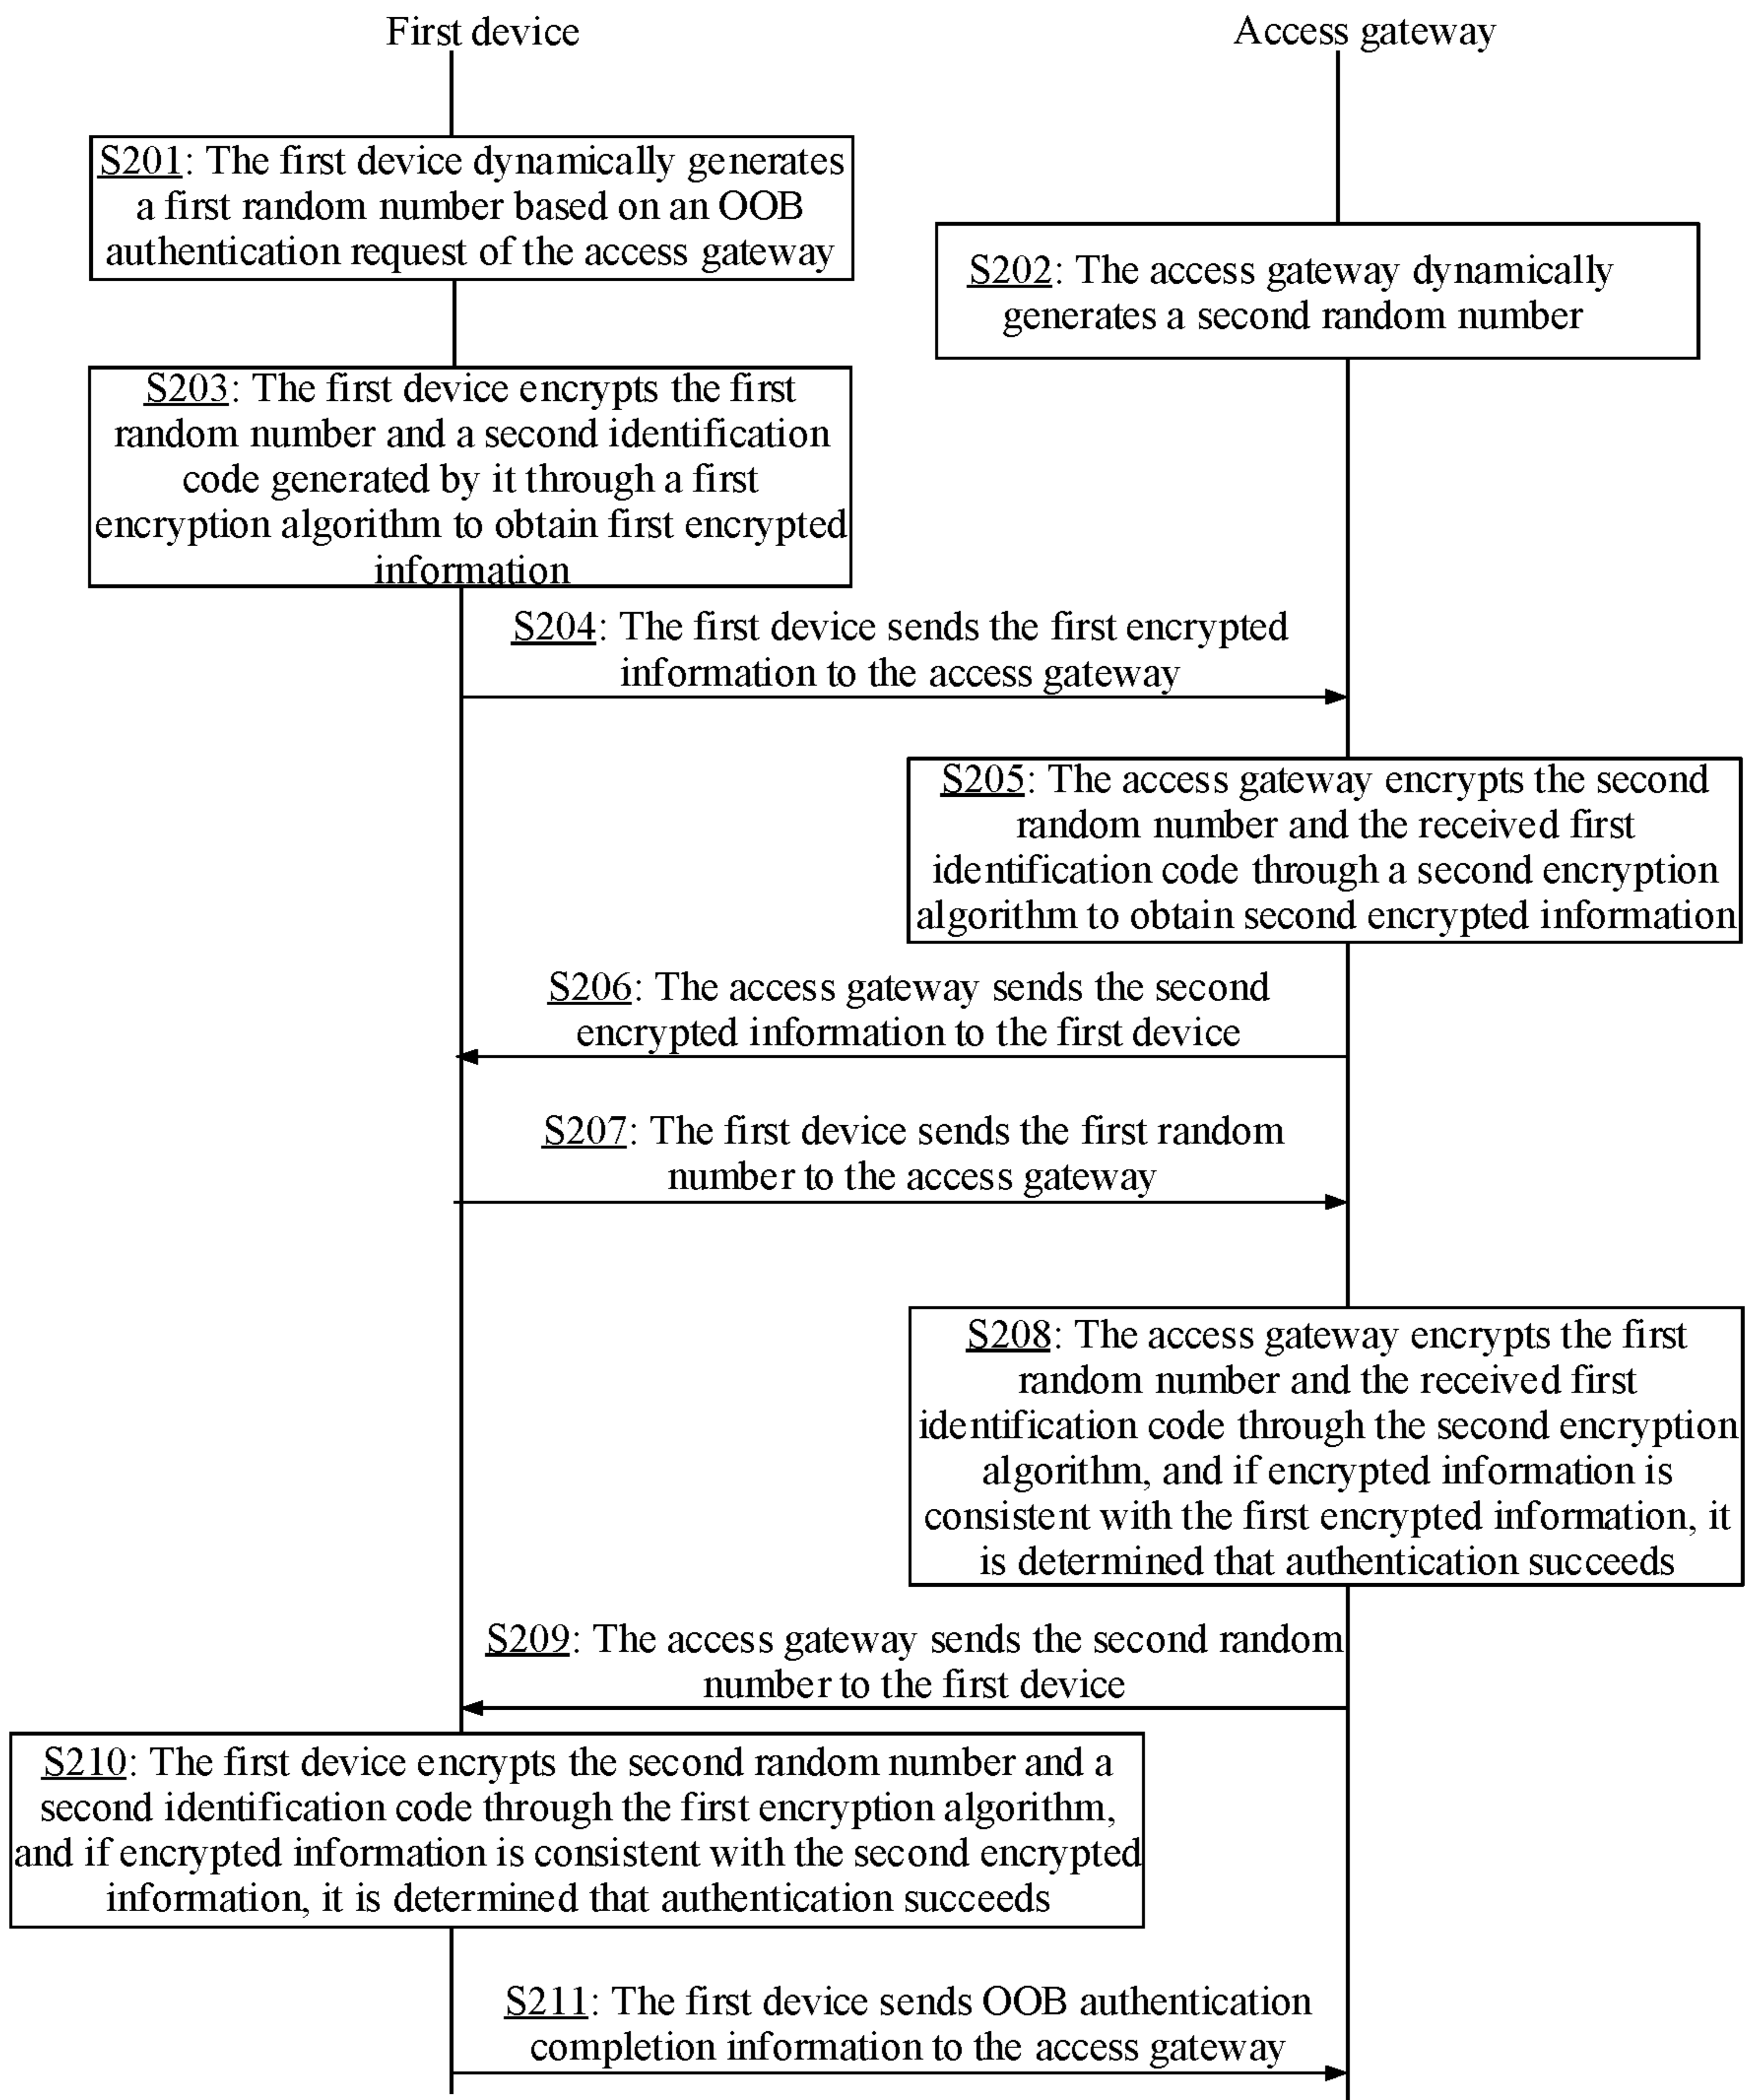 First device
Access gateway
S201: The first device dynamically generates
a first random number based on an OOB
authentication request of the access gateway
S202: The access gateway dynamically
generates a second random number
S203: The first device encrypts the first
random number and a second identification
code generated by it through a first
encryption algorithm to obtain first encrypted
information
S204: The first device sends the first encrypted
information to the access gateway
S205: The access gateway encrypts the second
random number and the received first
identification code through a second encryption
algorithm to obtain second encrypted information
S206: The access gateway sends the second
encrypted information to the first device
S207: The first device sends the first random
number to the access gateway
S208: The access gateway encrypts the first
random number and the received first
identification code through the second encryption
algorithm, and if encrypted information is
consistent with the first encrypted information, it
is determined that authentication succeeds
S209: The access gateway sends the second random
number to the first device
S210: The first device encrypts the second random number and a
second identification code through the first encryption algorithm,
and if encrypted information is consistent with the second encrypted
information, it is determined that authentication succeeds
S211: The first device sends OOB authentication
completion information to the access gateway